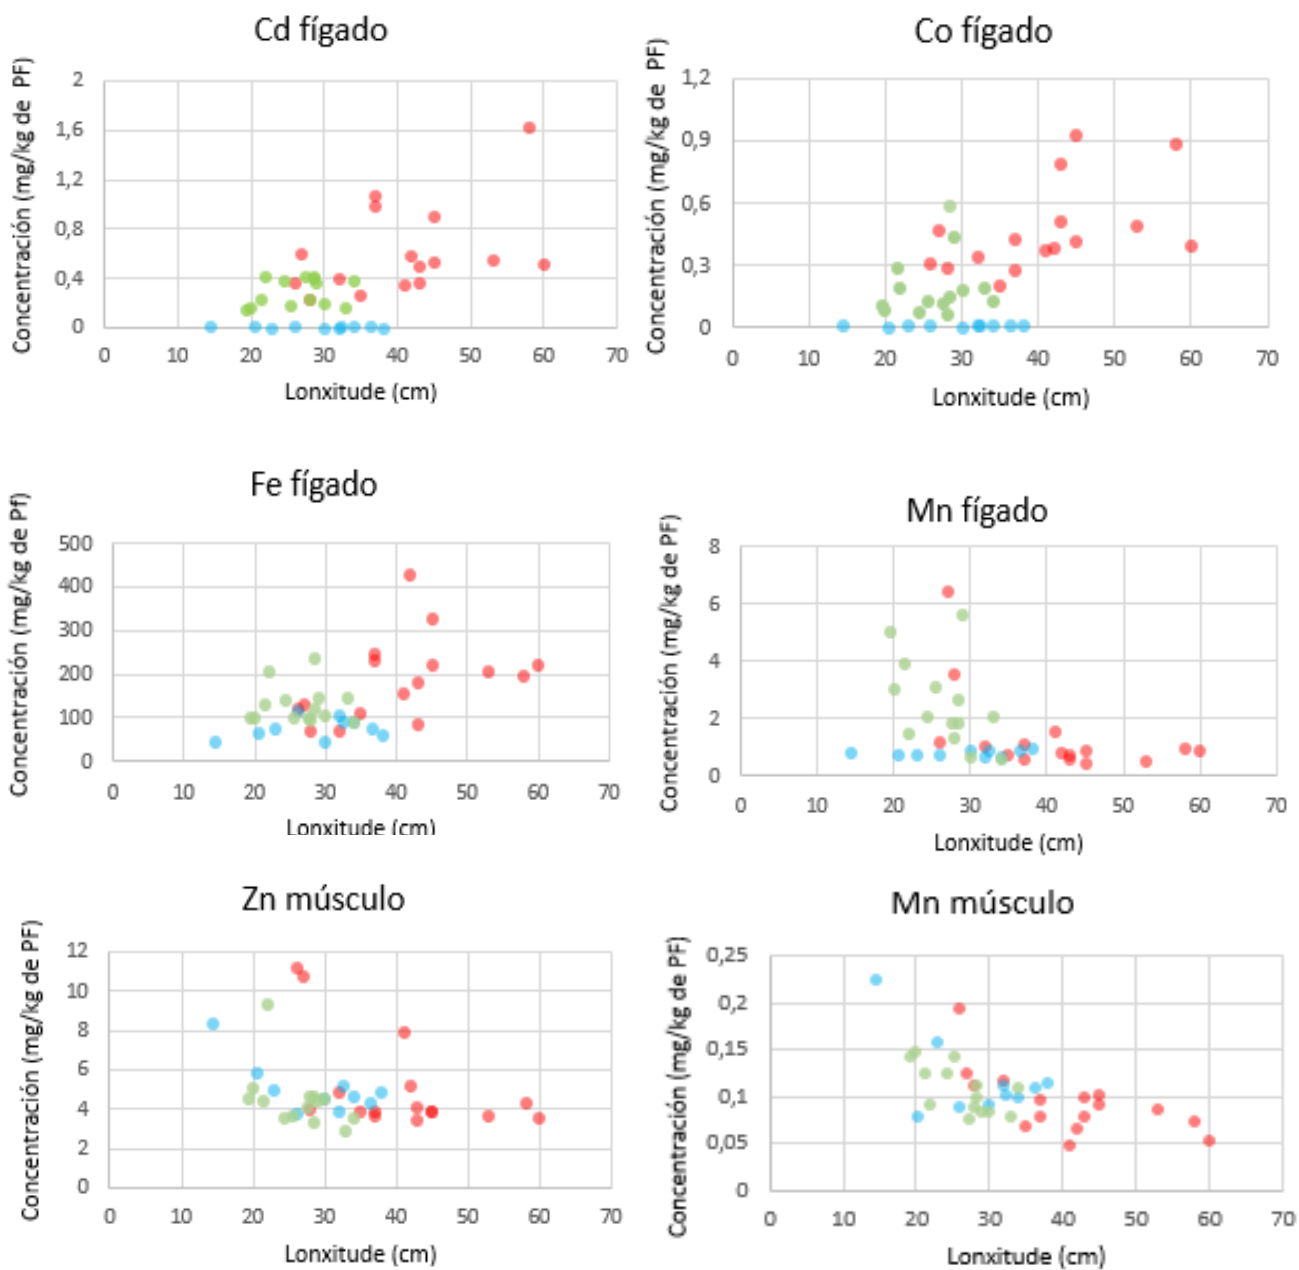 Cd fígado
Concentración (mg/kg de PF)
2
1,6
1,2
0,8
0,4
0
0 10 20 30 40 50 60 70
Lonxitude (cm)
Co fígado
Concentración (mg/kg de PF)
1,2
0,9
0,6
0,3
0
0 10 20 30 40 50 60 70
Lonxitude (cm)
Fe fígado
Concentración (mg/kg de Pf)
500
400
300
200
100
0
0 10 20 30 40 50 60 70
Lonxitude (cm)
Mn fígado
Concentración (mg/kg de PF)
8
6
4
2
0
0 10 20 30 40 50 60 70
Lonxitude (cm)
Zn músculo
Concentración (mg/kg de PF)
12
10
8
6
4
2
0
0 10 20 30 40 50 60 70
Lonxitude (cm)
Mn músculo
Concentración (mg/kg de PF)
0,25
0,2
0,15
0,1
0,05
0
0 10 20 30 40 50 60 70
Lonxitude (cm)